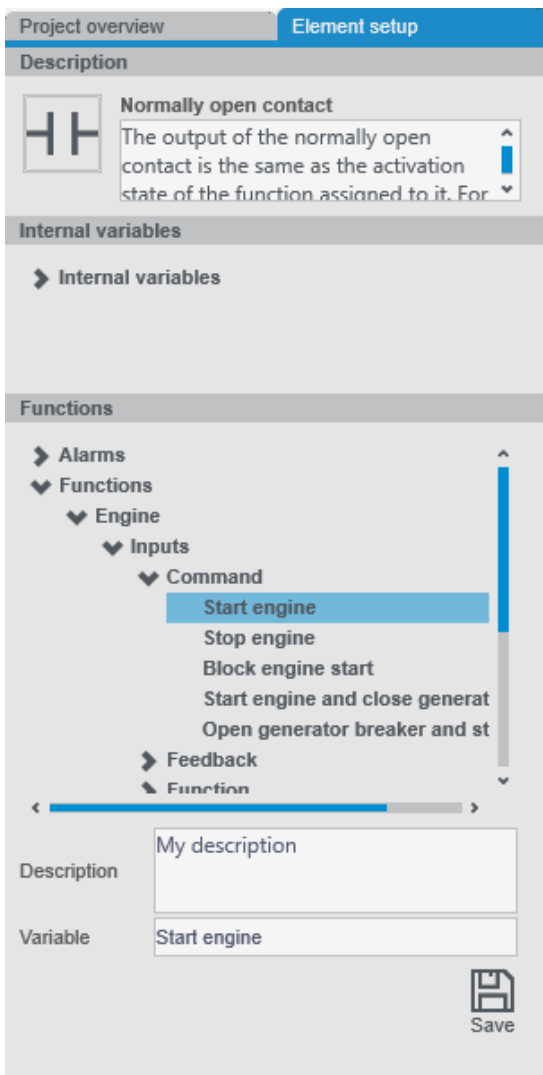 Project overview
Element setup
Description
Normally open contact
The output of the normally open
contact is the same as the activation
state of the function assigned to it. For
Internal variables
Internal variables
Functions
Alarms
Functions
Engine
Inputs
Command
Start engine
Stop engine
Block engine start
Start engine and close generat
Open generator breaker and st
Feedback
Function
Description
My description
Variable
Start engine
Save